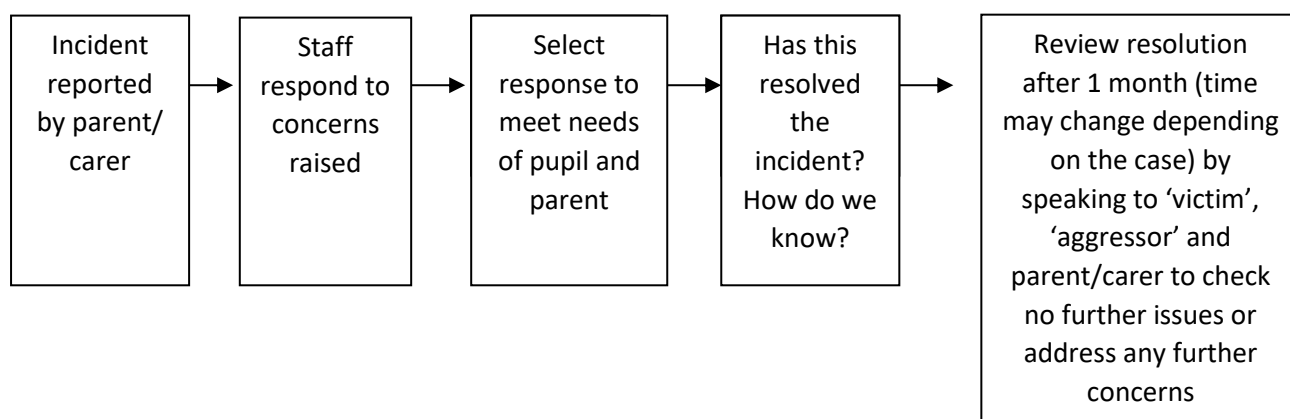 Incident
reported
by parent/
carer
Staff
respond to
concerns
raised
Select
response to
meet needs
of pupil and
parent
Has this
resolved
the
incident?
How do we
know?
Review resolution
after 1 month (time
may change depending
on the case) by
speaking to ‘victim’,
‘aggressor’ and
parent/carer to check
no further issues or
address any further
concerns